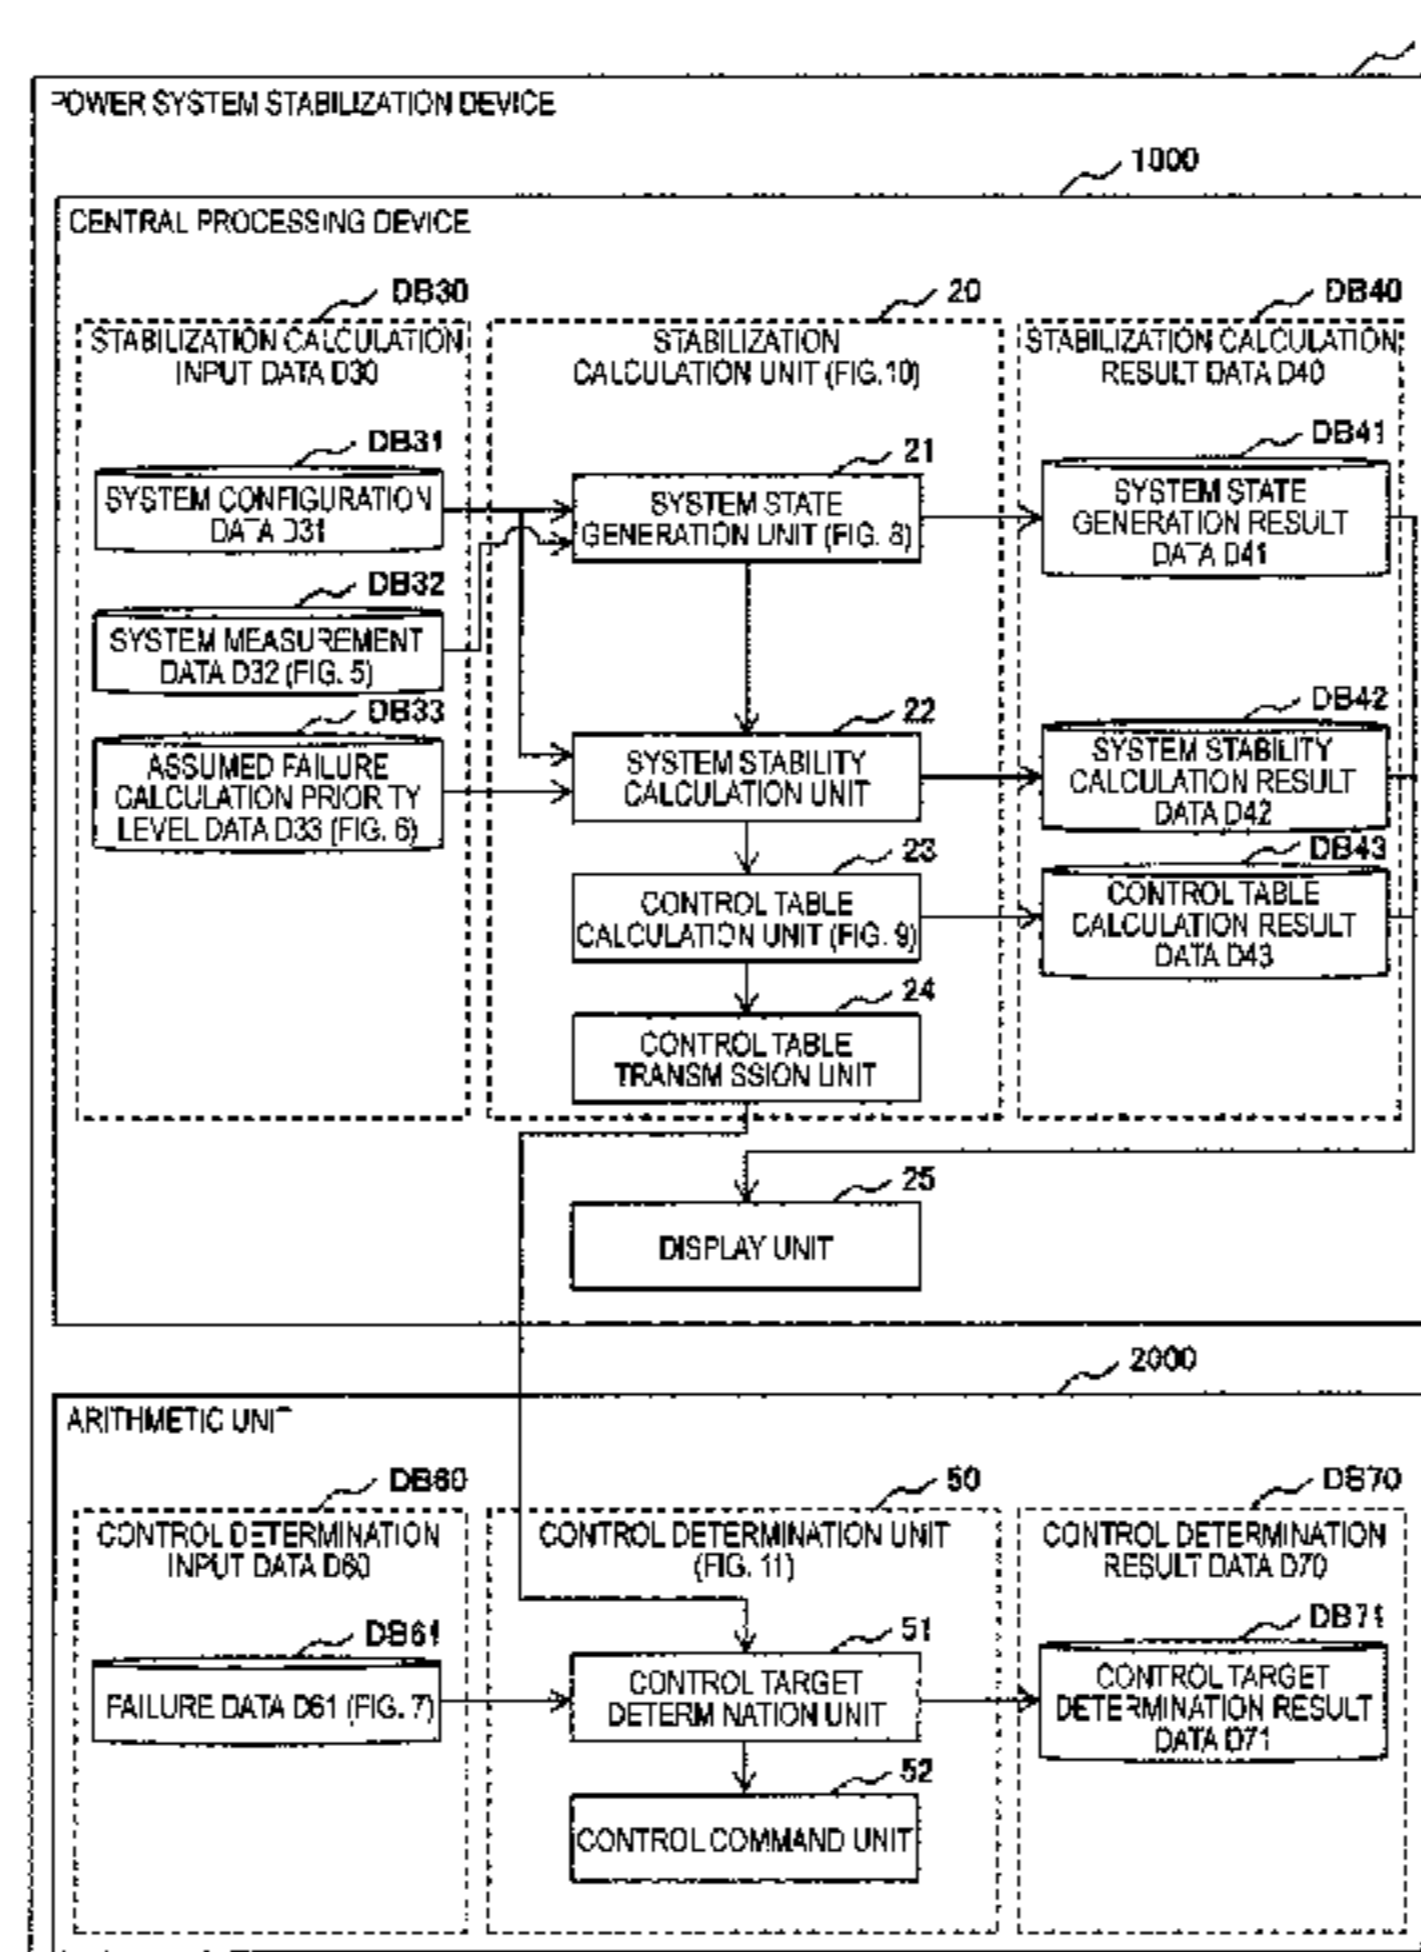 POWER SYSTEM STABILIZATION DEVICE
1000
CENTRAL PROCESSING DEVICE
DB30
STABILIZATION CALCULATION
INPUT DATA D30
DB31
SYSTEM CONFIGURATION
DATA D31
DB32
SYSTEM MEASUREMENT
DATA D32 (FIG. 5)
DB33
ASSUMED FAILURE
CALCULATION PRIORITY
LEVEL DATA D33 (FIG. 6)
20
STABILIZATION
CALCULATION UNIT (FIG. 10)
21
SYSTEM STATE
GENERATION UNIT (FIG. 8)
22
SYSTEM STABILITY
CALCULATION UNIT
23
CONTROL TABLE
CALCULATION UNIT (FIG. 9)
24
CONTROL TABLE
TRANSMISSION UNIT
25
DISPLAY UNIT
DB40
STABILIZATION CALCULATION
RESULT DATA D40
DB41
SYSTEM STATE
GENERATION RESULT
DATA D41
DB42
SYSTEM STABILITY
CALCULATION RESULT
DATA D42
DB43
CONTROL TABLE
CALCULATION RESULT
DATA D43
2000
ARITHMETIC UNIT
DB60
CONTROL DETERMINATION
INPUT DATA D60
DB61
FAILURE DATA D61 (FIG. 7)
50
CONTROL DETERMINATION UNIT
(FIG. 11)
51
CONTROL TARGET
DETERMINATION UNIT
52
CONTROL COMMAND UNIT
DB70
CONTROL DETERMINATION
RESULT DATA D70
DB71
CONTROL TARGET
DETERMINATION RESULT
DATA D71